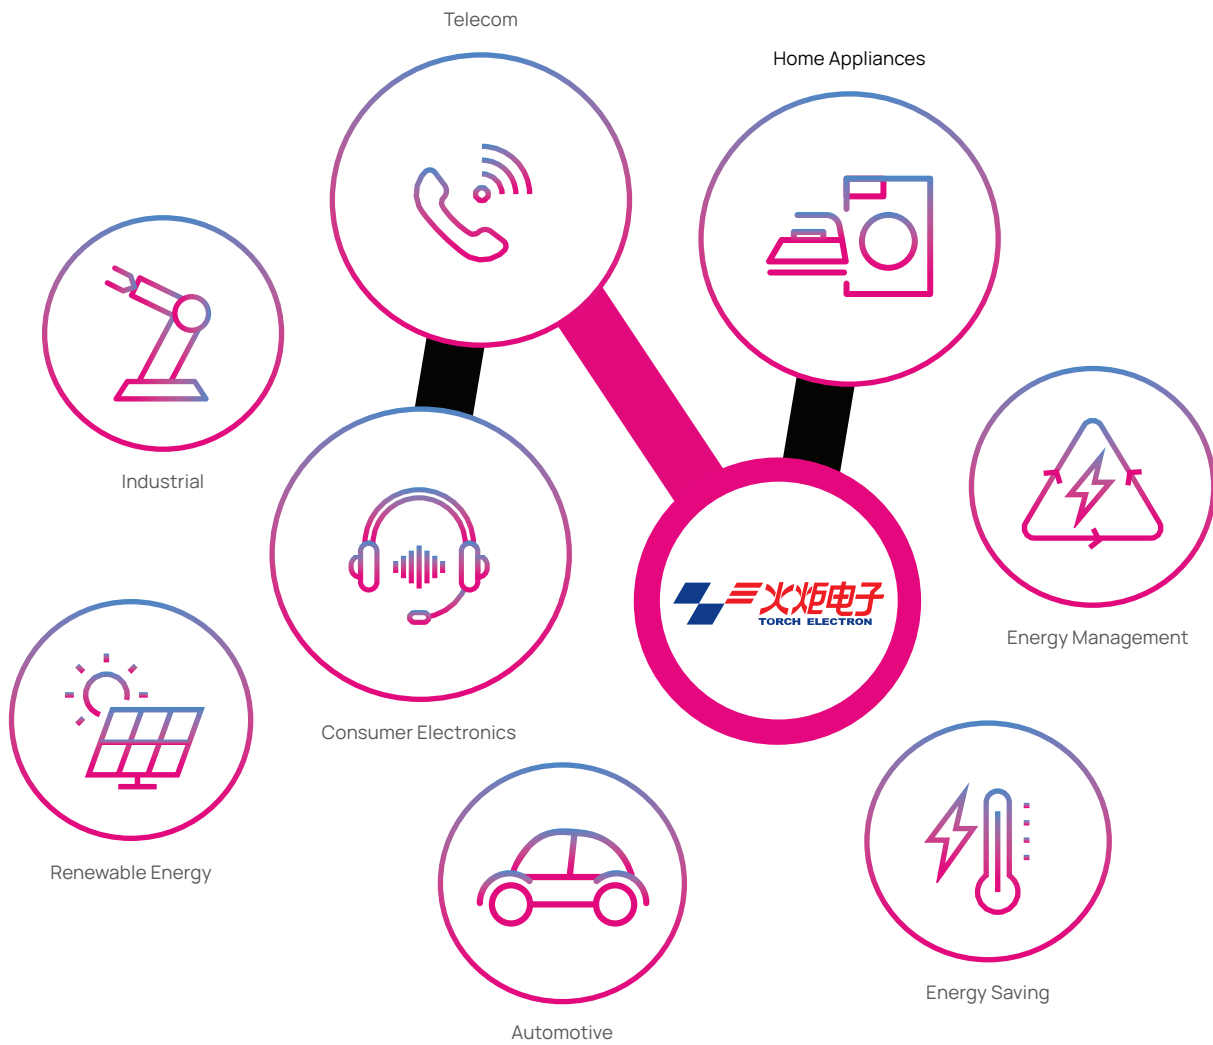 Telecom
Home Appliances
Industrial
火炬电子
TORCH ELECTRON
Energy Management
Consumer Electronics
Renewable Energy
Energy Saving
Automotive